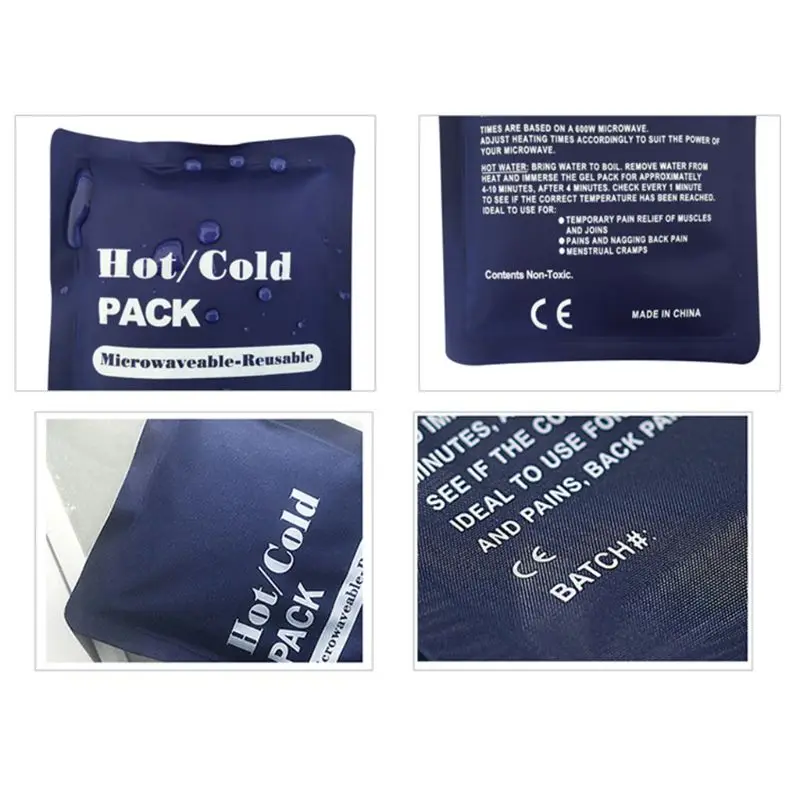 Hot/Cold
PACK
Microwaveable-Reusable
TIMES ARE BASED ON A 600W MICROWAVE.
ADJUST HEATING TIMES ACCORDINGLY TO SUIT THE POWER OF
YOUR MICROWAVE.
HOT WATER: BRING WATER TO BOIL. REMOVE WATER FROM
HEAT AND IMMERSE THE GEL PACK FOR APPROXIMATELY
4-10 MINUTES, AFTER 4 MINUTES. CHECK EVERY 1 MINUTE
TO SEE IF THE CORRECT TEMPERATURE HAS BEEN REACHED.
IDEAL TO USE FOR:
● TEMPORARY PAIN RELIEF OF MUSCLES
AND JOINS
● PAINS AND NAGGING BACK PAIN
● MENSTRUAL CRAMPS
Contents Non-Toxic.
CE
MADE IN CHINA
Hot/Cold
PACK
crowaveable-R
MINUTES, A
SEE IF THE CO
IDEAL TO USE FOR
AND PAINS, BACK PAI
CE
BATCH#: